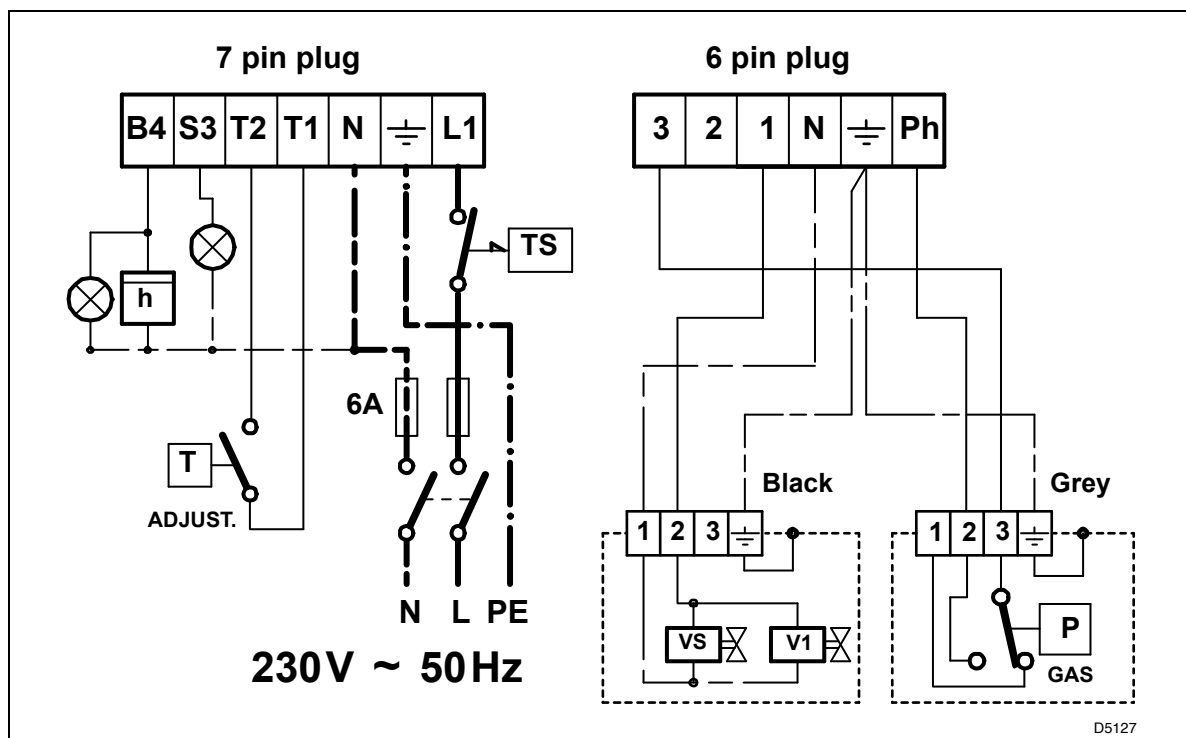 7 pin plug
B4 S3 T2 T1 N L1
TS
h
6A
T
ADJUST.
N L PE
230V ~ 50Hz
6 pin plug
3 2 1 N Ph
Black
1 2 3
VS V1
Grey
1 2 3
P
GAS
D5127